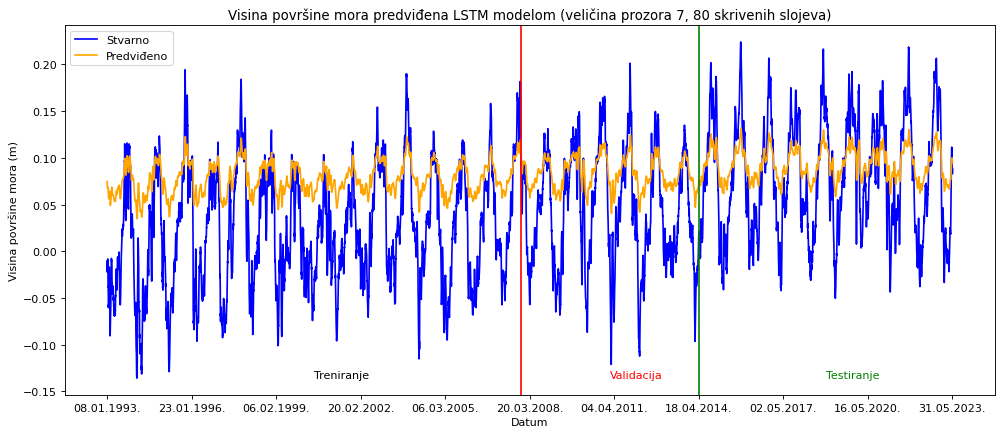 Visina površine mora predviđena LSTM modelom (veličina prozora 7, 80 skrivenih slojeva)
Stvarno
Predviđeno
Visina površine mora (m)
0.20
0.15
0.10
0.05
0.00
−0.05
−0.10
−0.15
Treniranje
Validacija
Testiranje
08.01.1993.
23.01.1996.
06.02.1999.
20.02.2002.
06.03.2005.
20.03.2008.
04.04.2011.
18.04.2014.
02.05.2017.
16.05.2020.
31.05.2023.
Datum